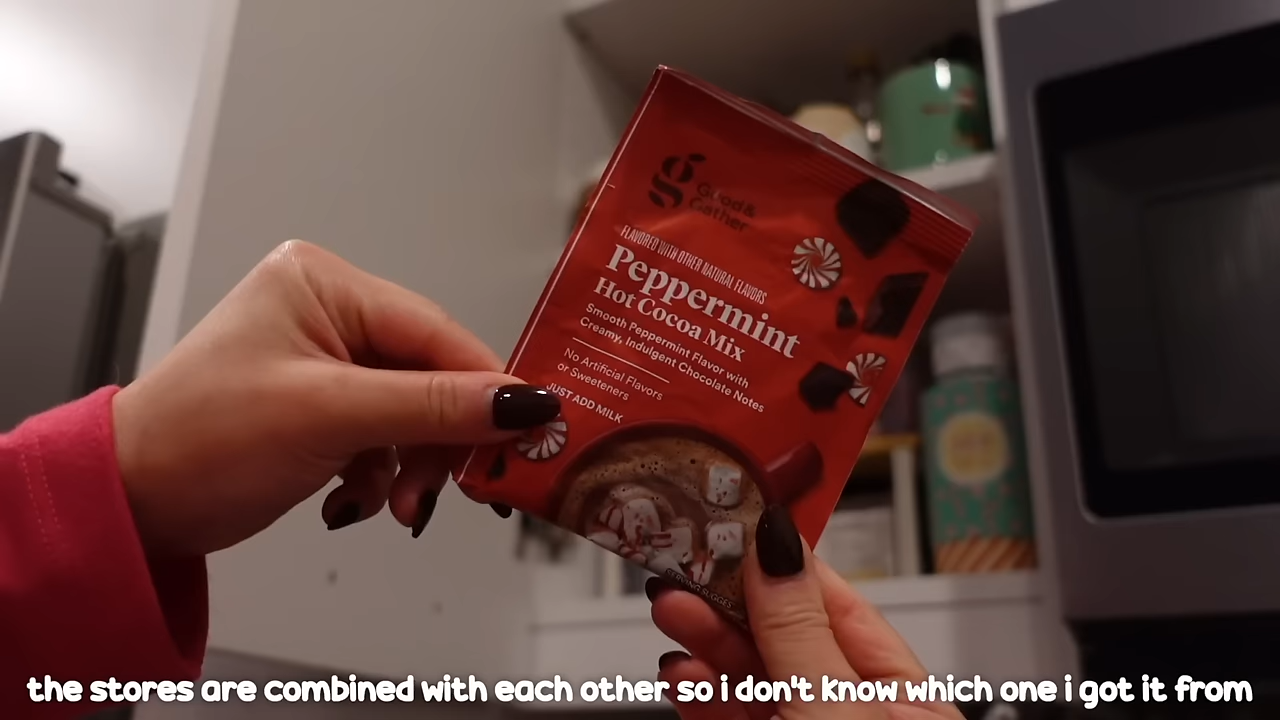 g
Good &
Gather
FLAVORED WITH OTHER NATURAL FLAVORS
Peppermint
Hot Cocoa Mix
Smooth Peppermint Flavor with
Creamy, Indulgent Chocolate Notes
No Artificial Flavors
or Sweeteners
JUST ADD MILK
SERVING SUGGES
the stores are combined with each other so i don't know which one i got it from